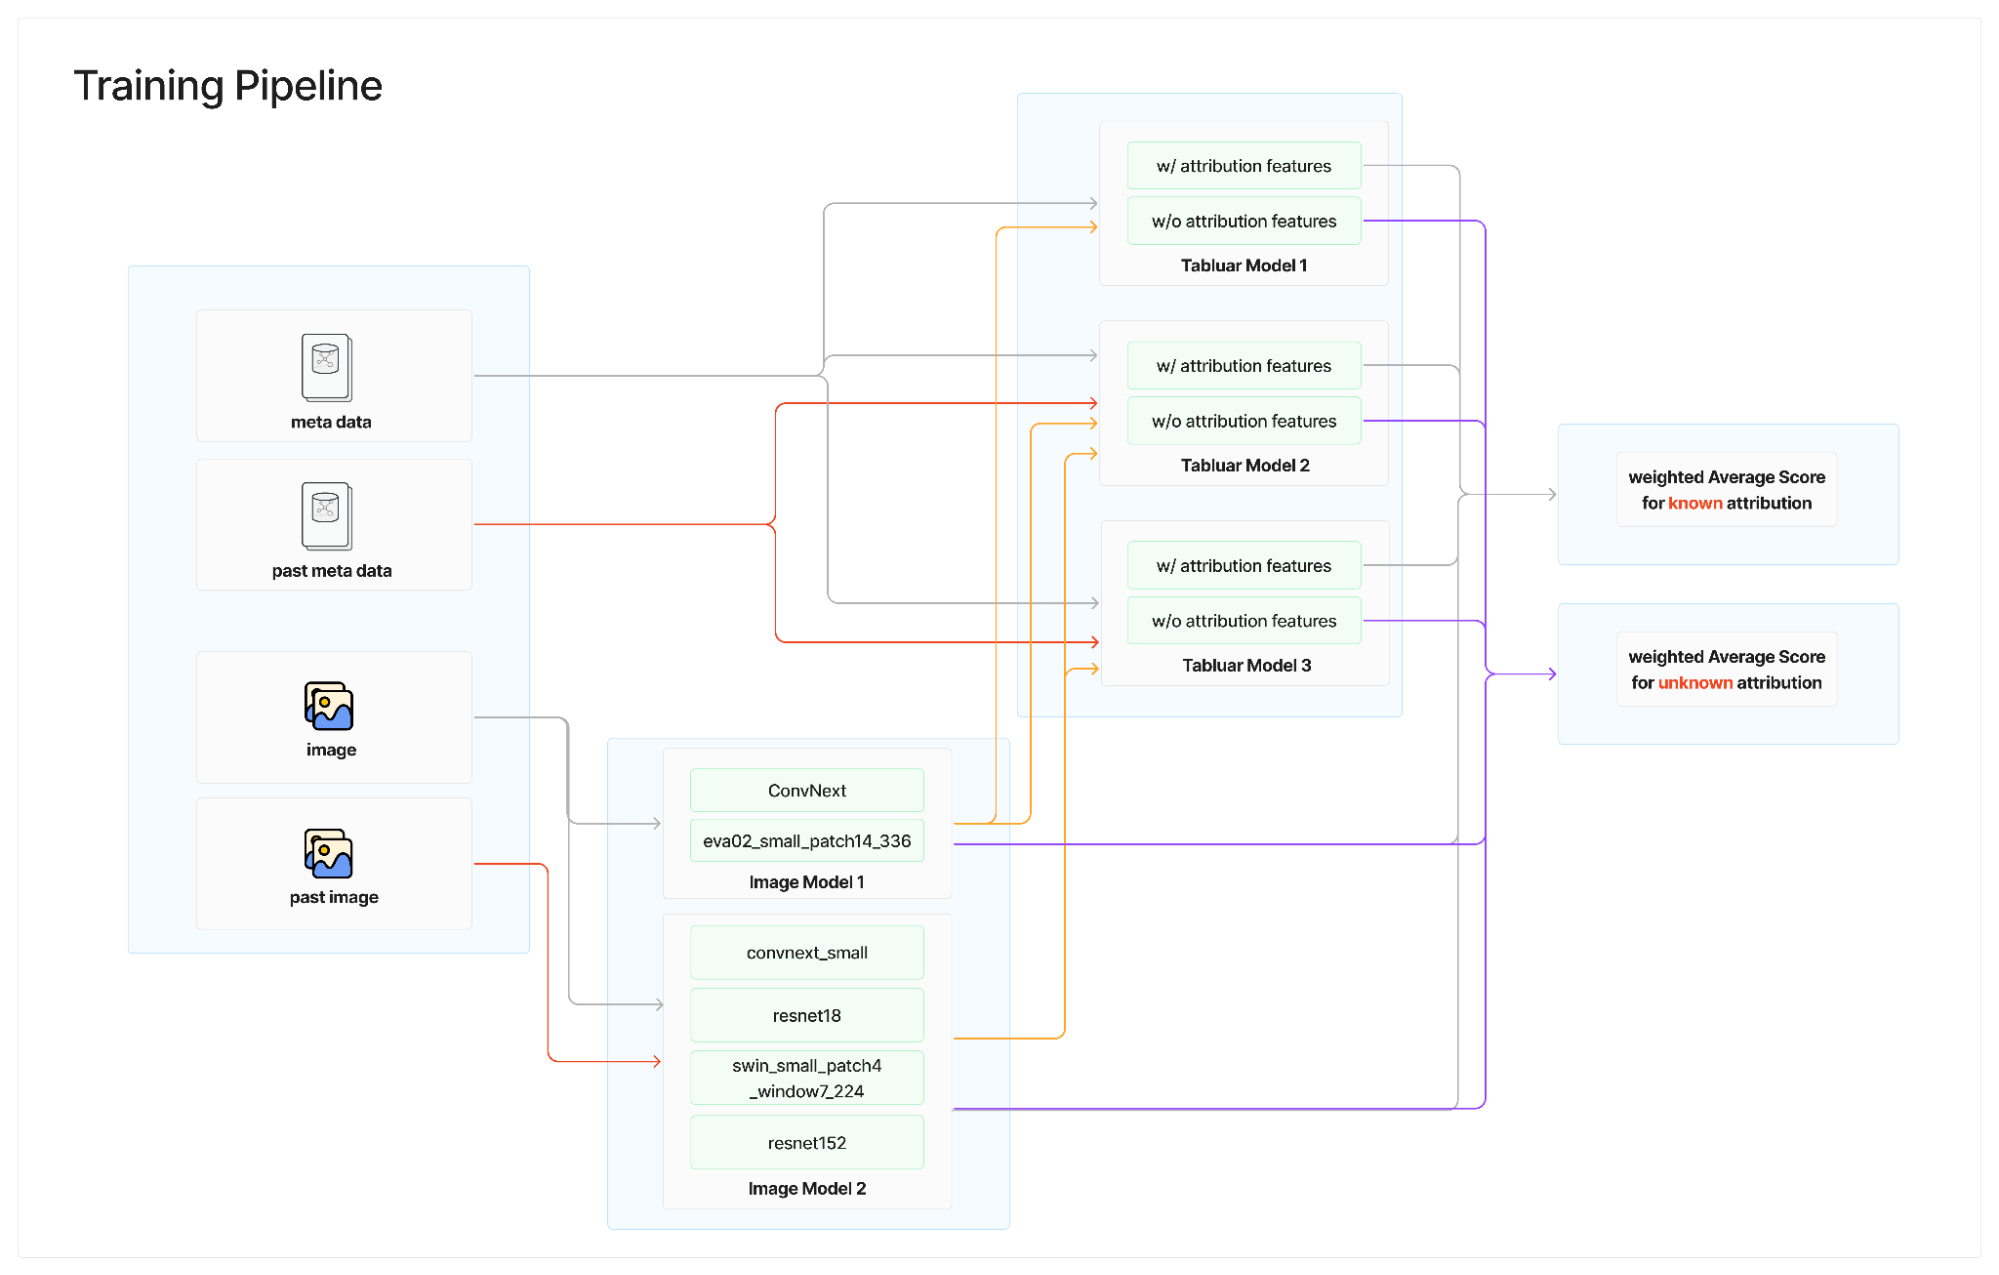 Training Pipeline
meta data
past meta data
image
past image
ConvNext
eva02_small_patch14_336
Image Model 1
convnext_small
resnet18
swin_small_patch4
_window7_224
resnet152
Image Model 2
w/ attribution features
w/o attribution features
Tabluar Model 1
w/ attribution features
w/o attribution features
Tabluar Model 2
w/ attribution features
w/o attribution features
Tabluar Model 3
weighted Average Score
for known attribution
weighted Average Score
for unknown attribution